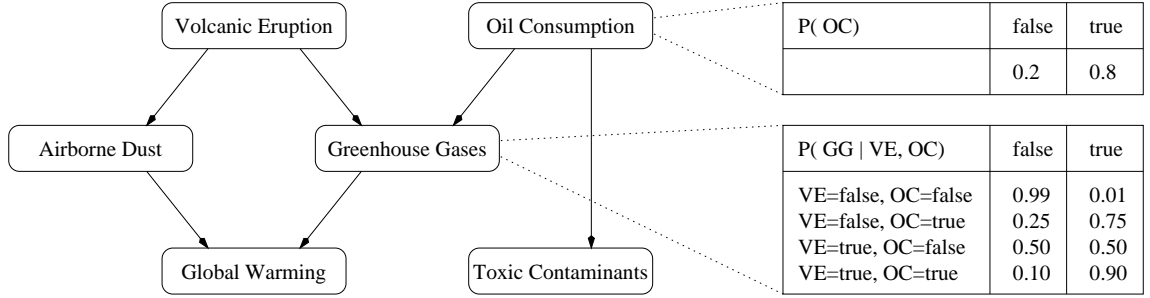 Volcanic Eruption
Oil Consumption
P( OC) false true
0.2 0.8
Airborne Dust
Greenhouse Gases
P( GG | VE, OC) false true
VE=false, OC=false 0.99 0.01
VE=false, OC=true 0.25 0.75
VE=true, OC=false 0.50 0.50
VE=true, OC=true 0.10 0.90
Global Warming
Toxic Contaminants